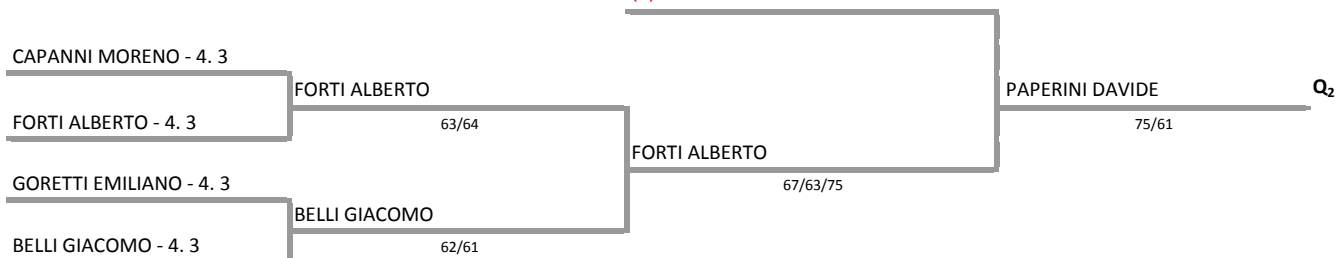 CAPANNI MORENO - 4. 3
FORTI ALBERTO
PAPERINI DAVIDE
Q2
FORTI ALBERTO - 4. 3
63/64
75/61
FORTI ALBERTO
GORETTI EMILIANO - 4. 3
67/63/75
BELLI GIACOMO
BELLI GIACOMO - 4. 3
62/61